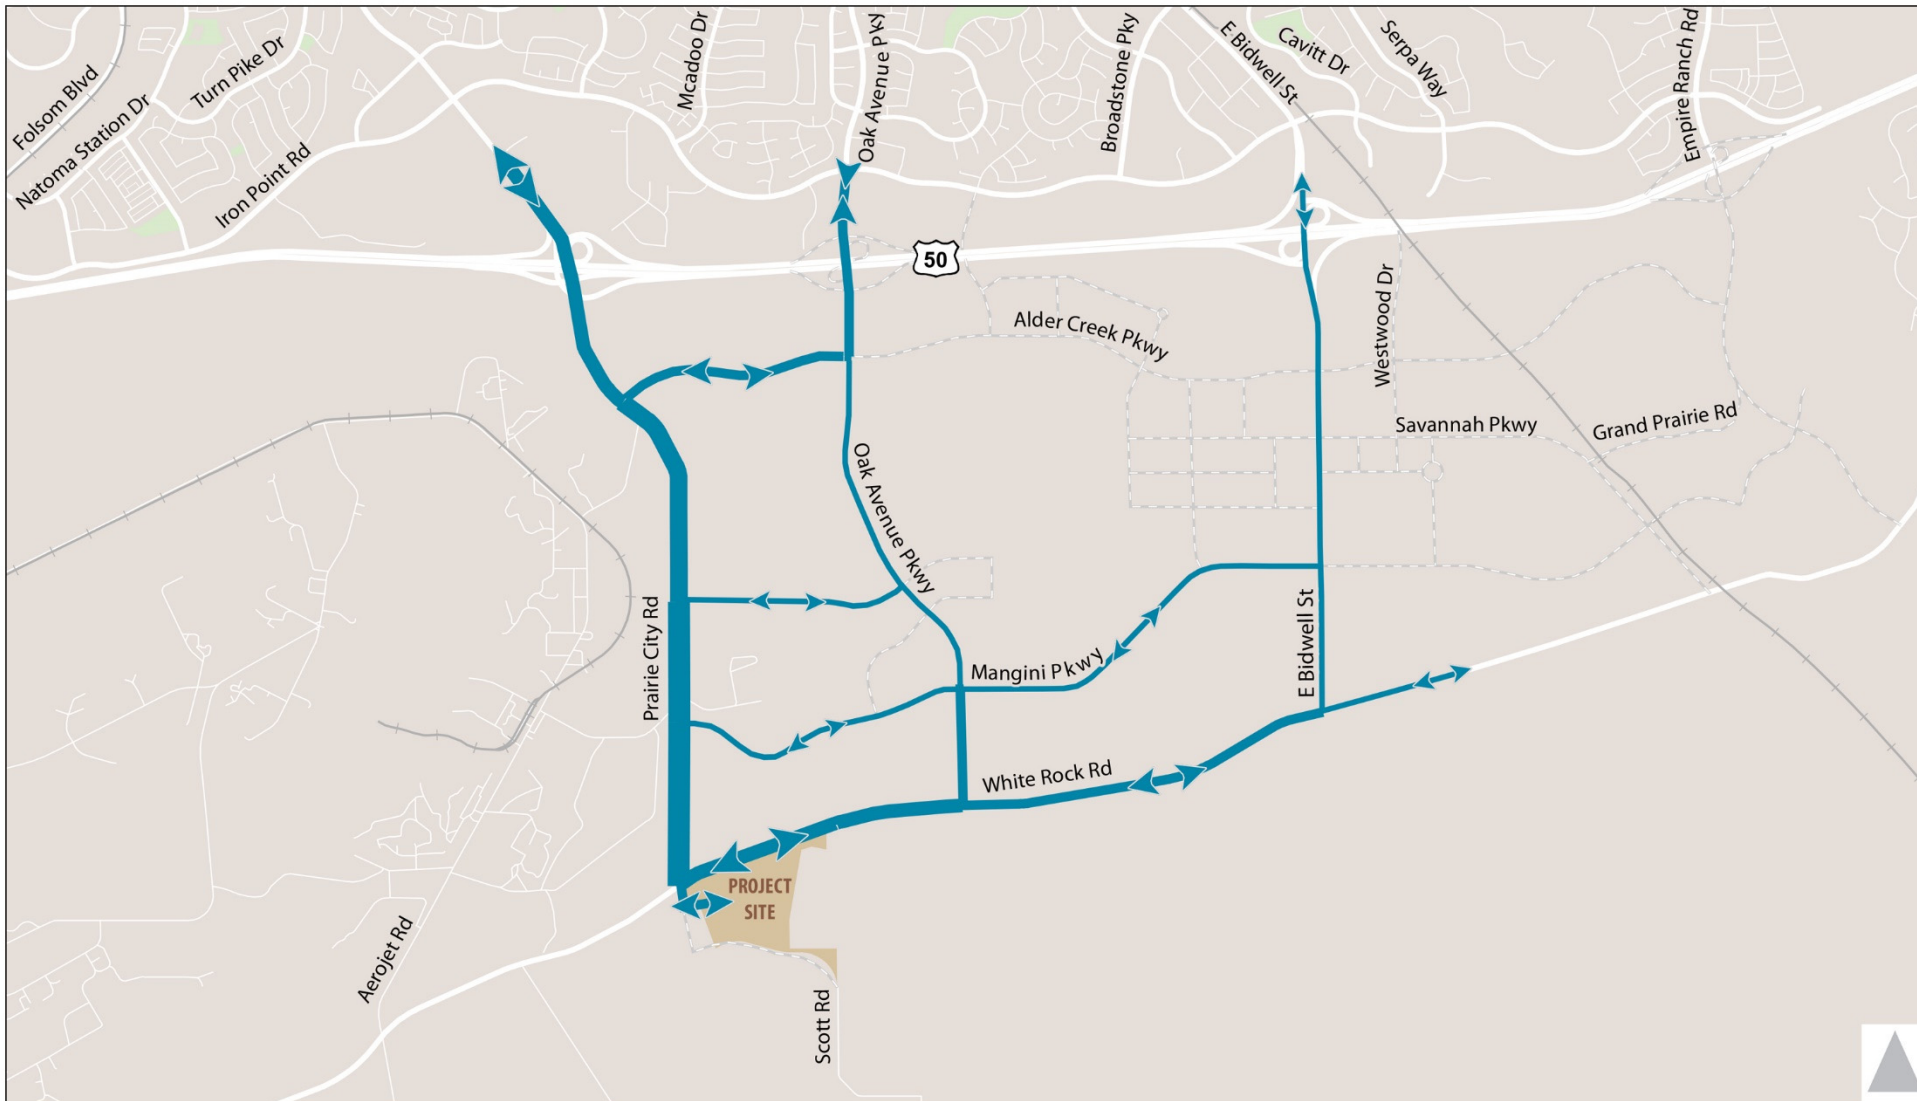 Folsom Blvd
Natoma Station Dr
Turn Pike Dr
Iron Point Rd
Mcadoo Dr
Oak Avenue Pky
Broadstone Pky
E Bidwell St
Cavitt Dr
Serpa Way
Empire Ranch Rd
50
Alder Creek Pkwy
Westwood Dr
Savannah Pkwy
Grand Prairie Rd
Oak Avenue Pkwy
Prairie City Rd
Mangini Pkwy
E Bidwell St
White Rock Rd
PROJECT
SITE
Aerojet Rd
Scott Rd